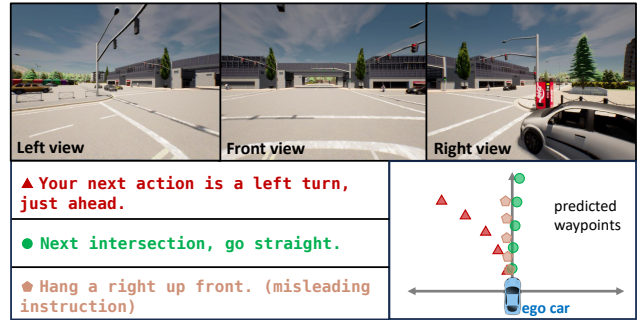 Left view
Front view
Right view
Your next action is a left turn,
just ahead.
Next intersection, go straight.
Hang a right up front. (misleading
instruction)
predicted
waypoints
ego car